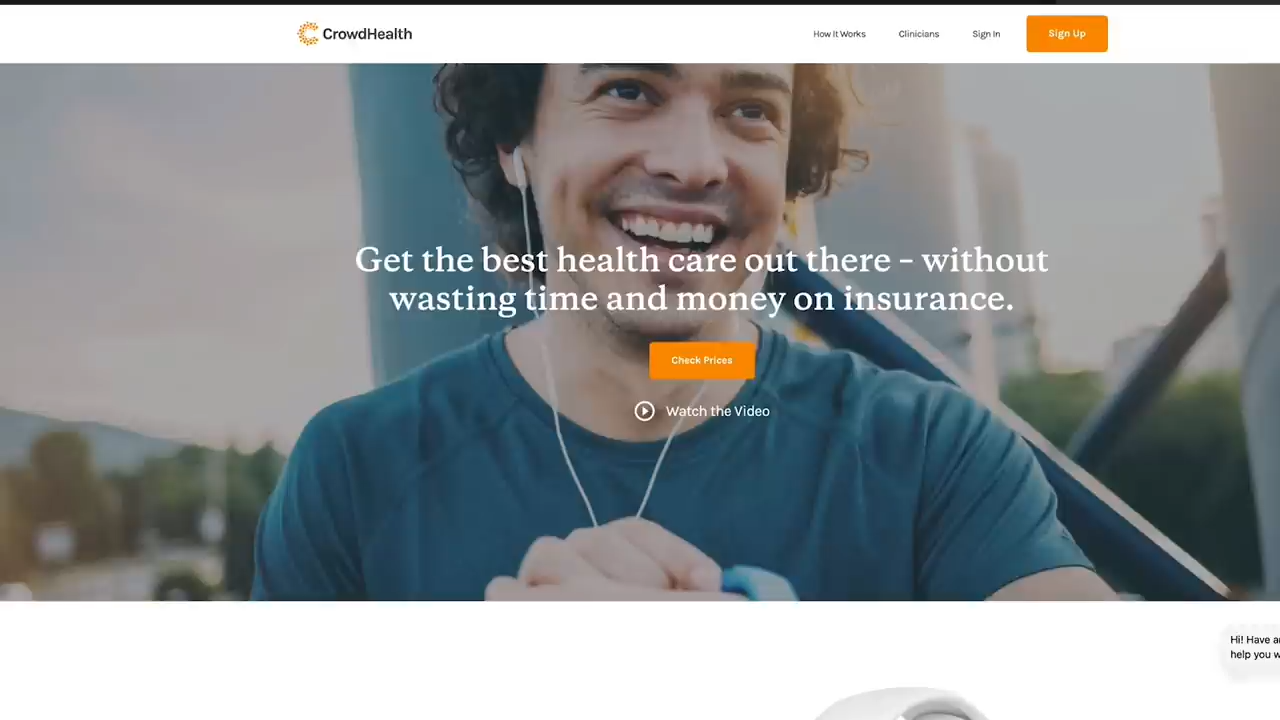 CrowdHealth
How It Works
Clinicians
Sign In
Sign Up
Get the best health care out there – without
wasting time and money on insurance.
Check Prices
Watch the Video
Hi! Have
help you